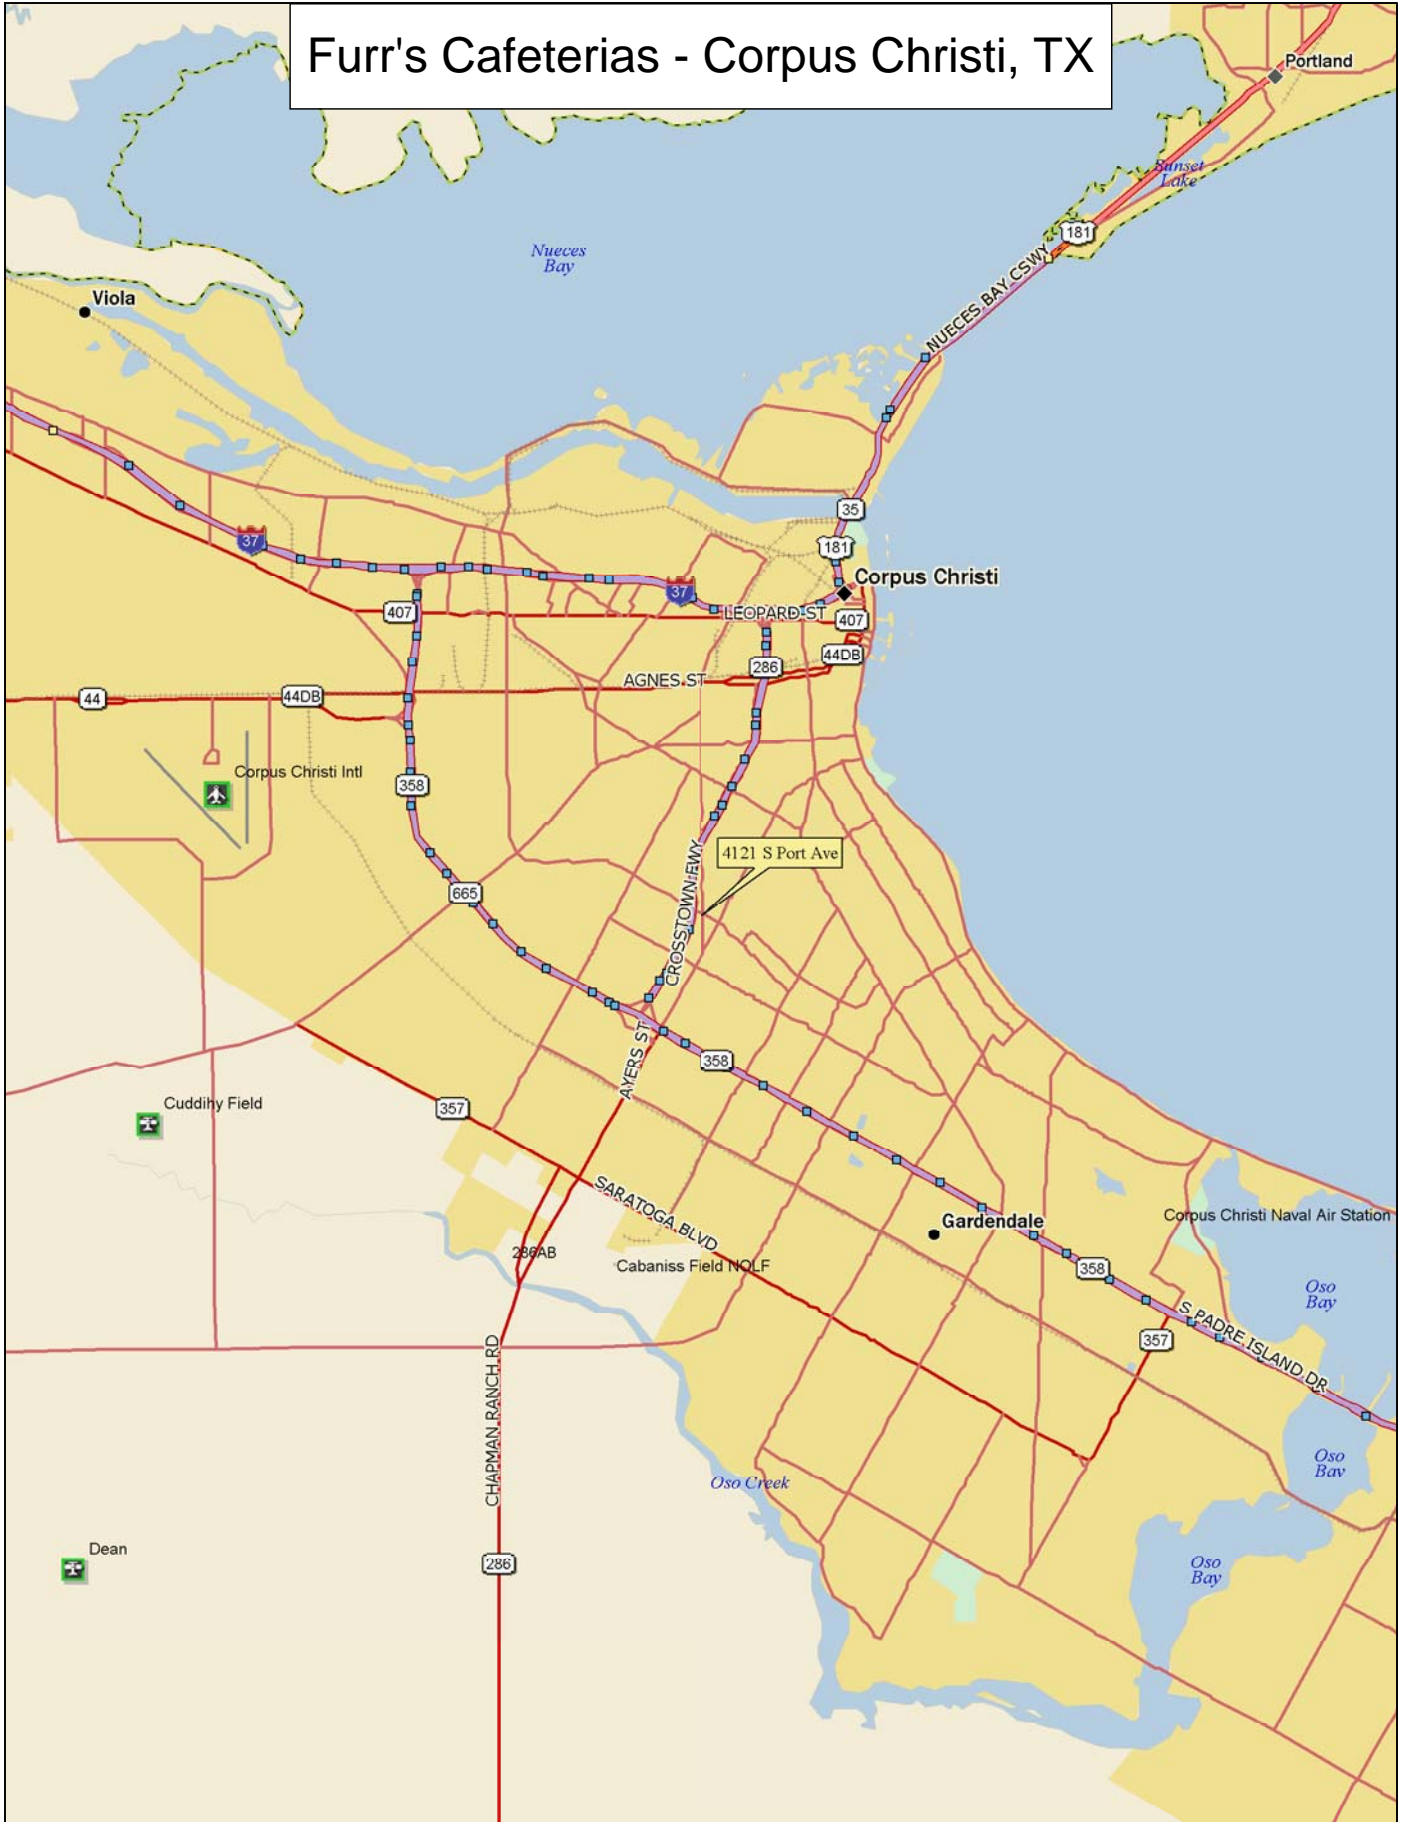 Furr's Cafeterias - Corpus Christi, TX
Portland
Sunset
Lake
181
Nueces
Bay
NUECES BAY CSWY
Viola
35
37
181
Corpus Christi
37
407
LEOPARD ST
407
44DB
286
AGNES ST
44
44DB
Corpus Christi Intl
358
4121 S Port Ave
CROSSTOWN FWY
665
AYERS ST
358
Cuddihy Field
357
SARATOGA BLVD
Gardendale
Corpus Christi Naval Air Station
286AB
Cabaniss Field NOLF
358
Oso
Bay
S PADRE ISLAND DR
357
CHAPMAN RANCH RD
Oso
Bay
Oso Creek
Dean
286
Oso
Bay